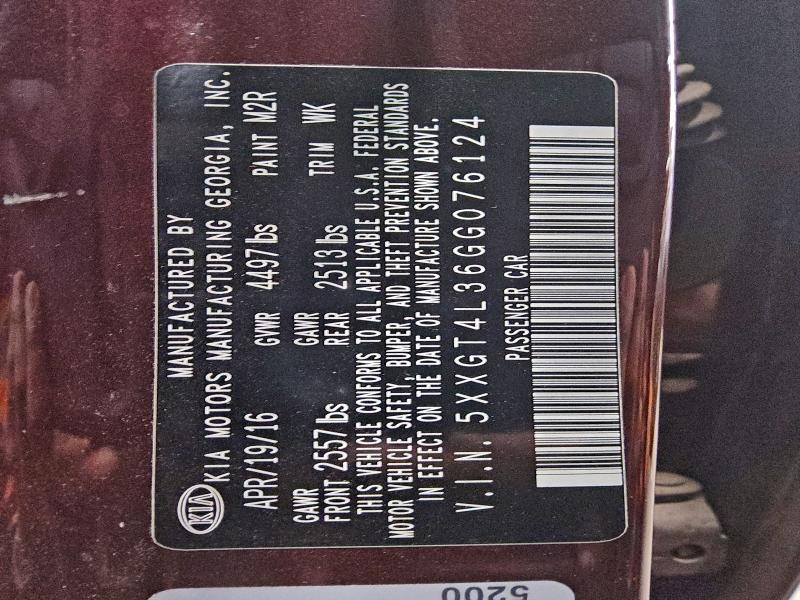 MANUFACTURED BY
KIA KIA MOTORS MANUFACTURING GEORGIA, INC.
APR/19/16 GVWR 4497lbs PAINT M2R
GAWR FRONT 2557lbs GAWR REAR 2513lbs TRIM WK
THIS VEHICLE CONFORMS TO ALL APPLICABLE U.S.A. FEDERAL
MOTOR VEHICLE SAFETY, BUMPER, AND THEFT PREVENTION STANDARDS
IN EFFECT ON THE DATE OF MANUFACTURE SHOWN ABOVE.
V.I.N. 5XXGT4L36GG076124
PASSENGER CAR
5200